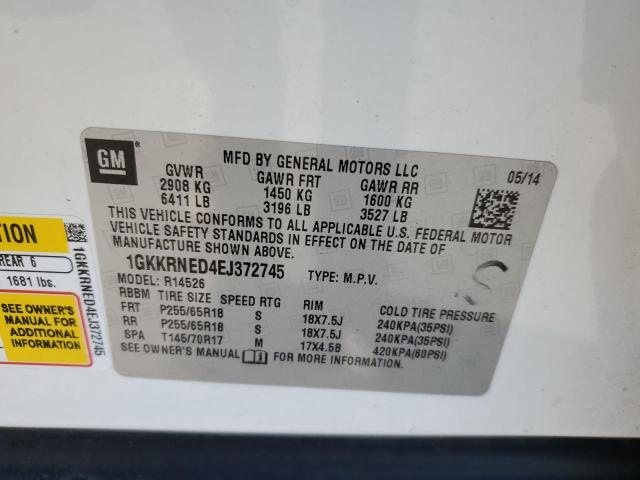 GM
MFD BY GENERAL MOTORS LLC
05/14
GVWR GAWR FRT GAWR RR
2908 KG 1450 KG 1600 KG
6411 LB 3196 LB 3527 LB
THIS VEHICLE CONFORMS TO ALL APPLICABLE U.S. FEDERAL MOTOR
VEHICLE SAFETY STANDARDS IN EFFECT ON THE DATE OF
MANUFACTURE SHOWN ABOVE.
1GKKRNED4EJ372745 TYPE: M.P.V.
MODEL: R14526
RBBM TIRE SIZE SPEED RTG RIM COLD TIRE PRESSURE
FRT P255/65R18 S 18X7.5J 240KPA(35PSI)
RR P255/65R18 S 18X7.5J 240KPA(35PSI)
SPA T145/70R17 M 17X4.5B 420KPA(60PSI)
SEE OWNER'S MANUAL FOR MORE INFORMATION.
S
REAR 6
1681 lbs.
SEE OWNER'S
MANUAL FOR
ADDITIONAL
INFORMATION
1GKKRNED4EJ372745